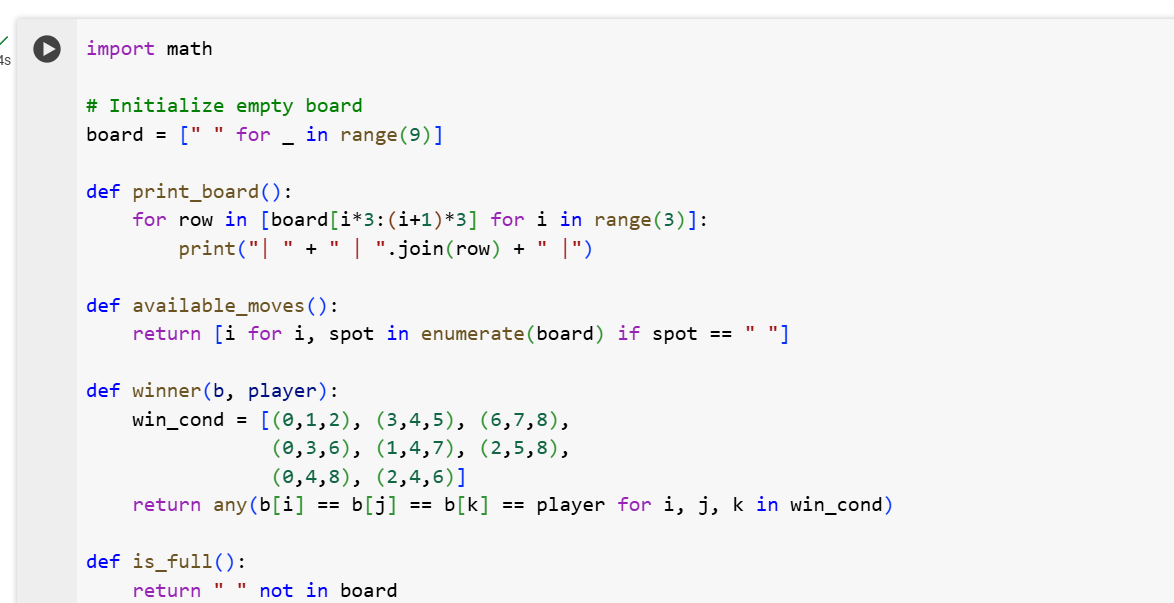 import math
# Initialize empty board
board = [" " for _ in range(9)]
def print_board():
    for row in [board[i*3:(i+1)*3] for i in range(3)]:
        print("| " + " | ".join(row) + " |")
def available_moves():
    return [i for i, spot in enumerate(board) if spot == " "]
def winner(b, player):
    win_cond = [(0,1,2), (3,4,5), (6,7,8),
                (0,3,6), (1,4,7), (2,5,8),
                (0,4,8), (2,4,6)]
    return any(b[i] == b[j] == b[k] == player for i, j, k in win_cond)
def is_full():
    return " " not in board